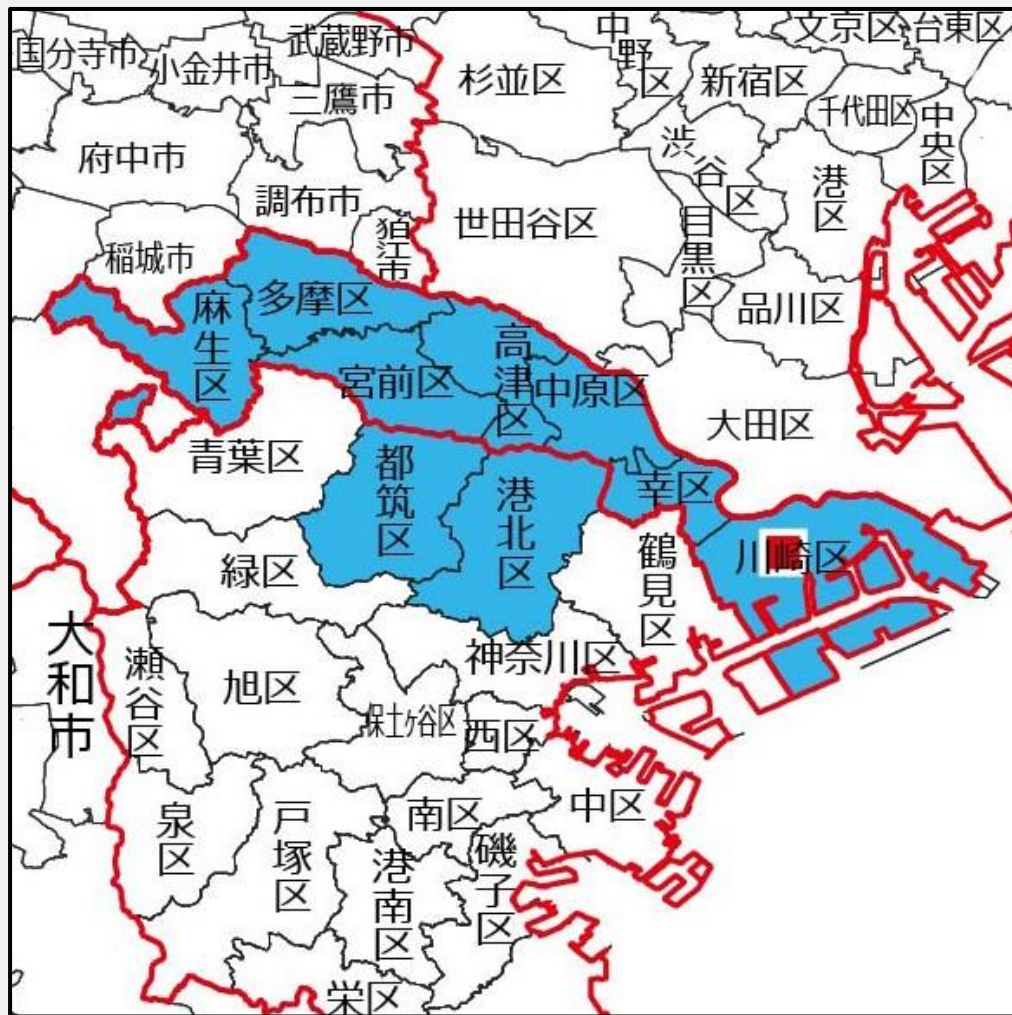 国分寺市
小金井市
武蔵野市
三鷹市
府中市
調布市
狛江市
稲城市
杉並区
中野区
新宿区
文京区
台東区
千代田区
中央区
渋谷区
港区
世田谷区
目黒区
品川区
大田区
麻生区
多摩区
宮前区
高津区
中原区
幸区
川崎区
青葉区
都筑区
港北区
鶴見区
緑区
神奈川区
大和市
瀬谷区
旭区
保土ヶ谷区
西区
中区
泉区
戸塚区
南区
港南区
磯子区
栄区